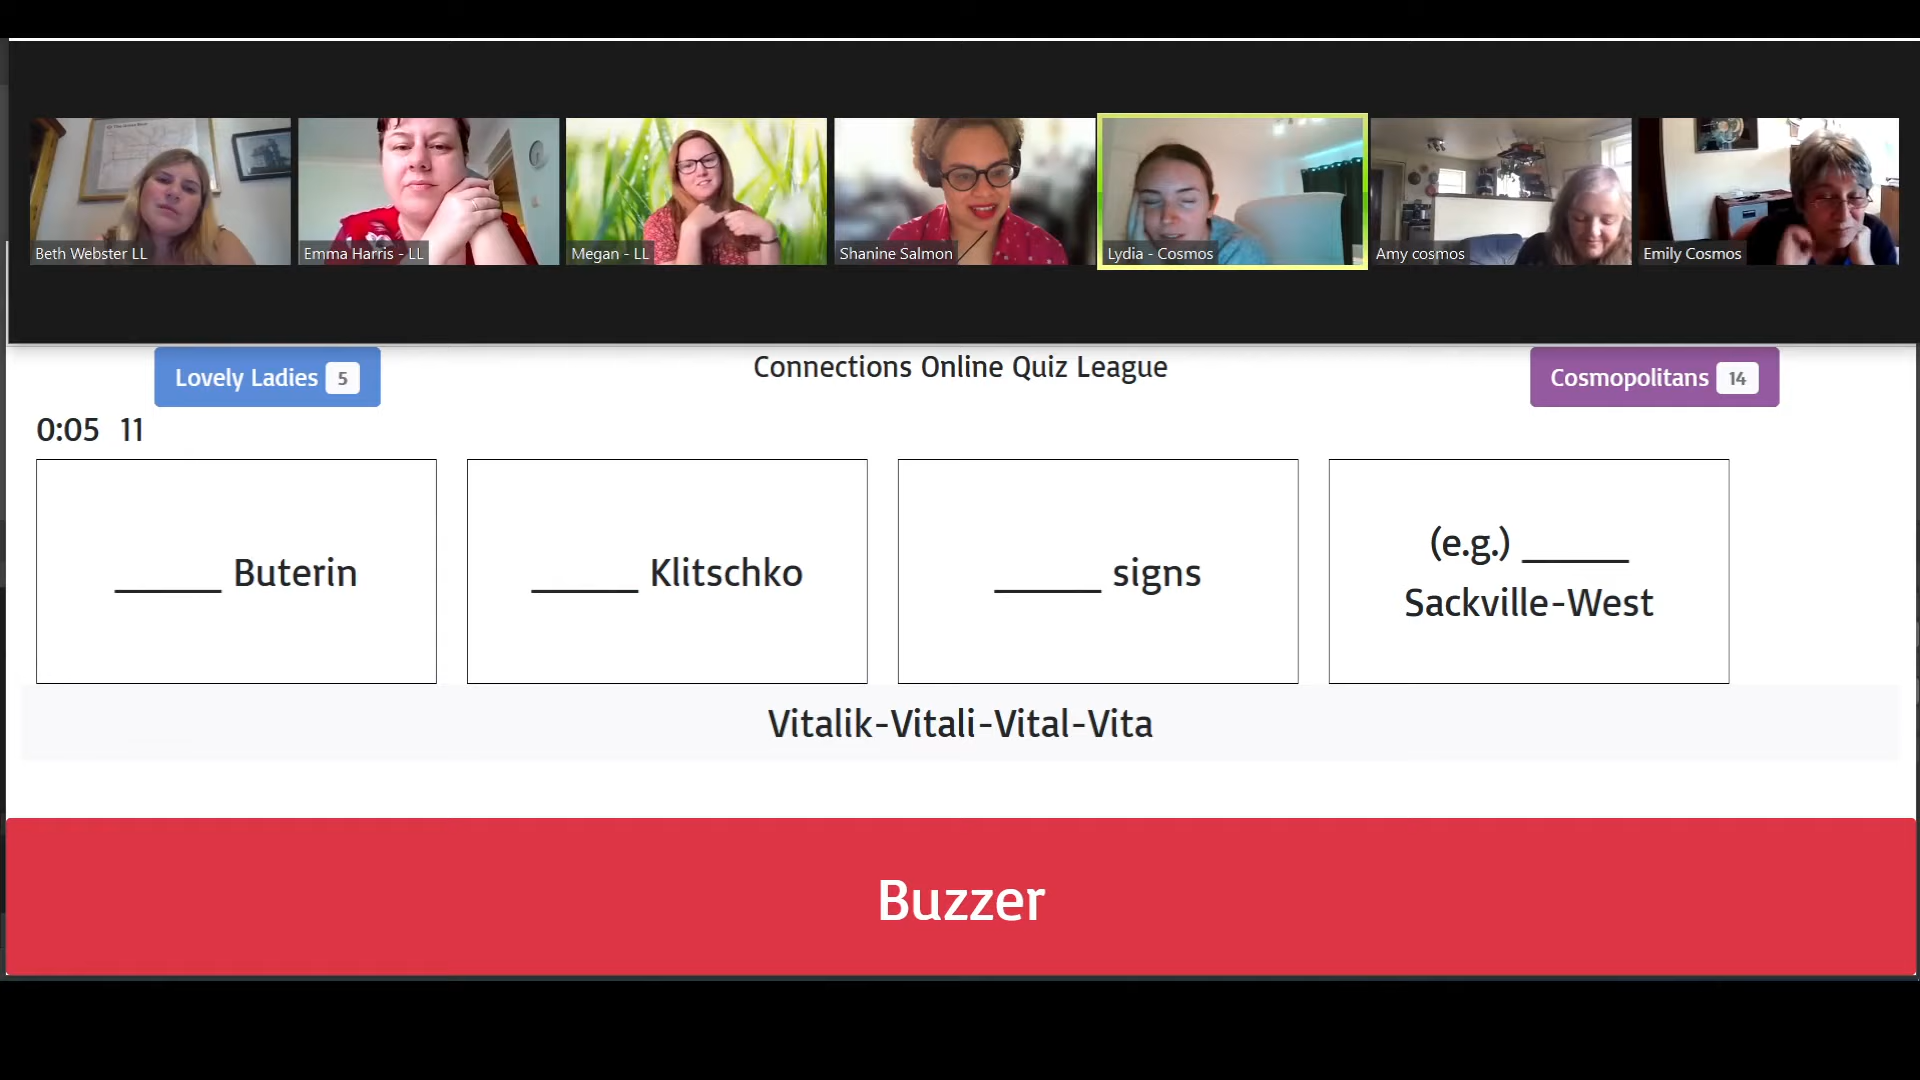 Beth Webster LL
Emma Harris - LL
Megan - LL
Shanine Salmon
Lydia - Cosmos
Amy cosmos
Emily Cosmos
Lovely Ladies 5
Connections Online Quiz League
Cosmopolitans 14
0:05 11
_____ Buterin
_____ Klitschko
_____ signs
(e.g.) _____
Sackville-West
Vitalik-Vitali-Vital-Vita
Buzzer